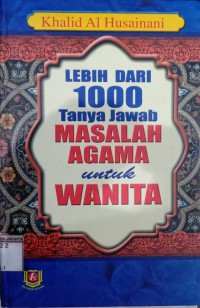 Khalid Al Husainani
LEBIH DARI
1000
Tanya Jawab
MASALAH
AGAMA
untuk
WANITA